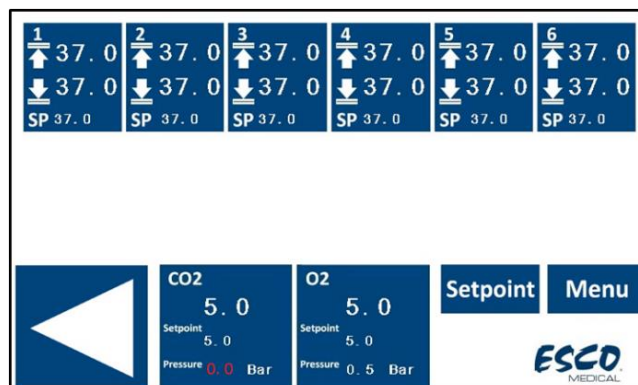 1 2 3 4 5 6
37.0 37.0 37.0 37.0 37.0 37.0
37.0 37.0 37.0 37.0 37.0 37.0
SP 37.0 SP 37.0 SP 37.0 SP 37.0 SP 37.0 SP 37.0
CO2 O2 Setpoint Menu
5.0 5.0
Setpoint Setpoint
5.0 5.0
Pressure 0.0 Bar Pressure 0.5 Bar
ESCO
MEDICAL